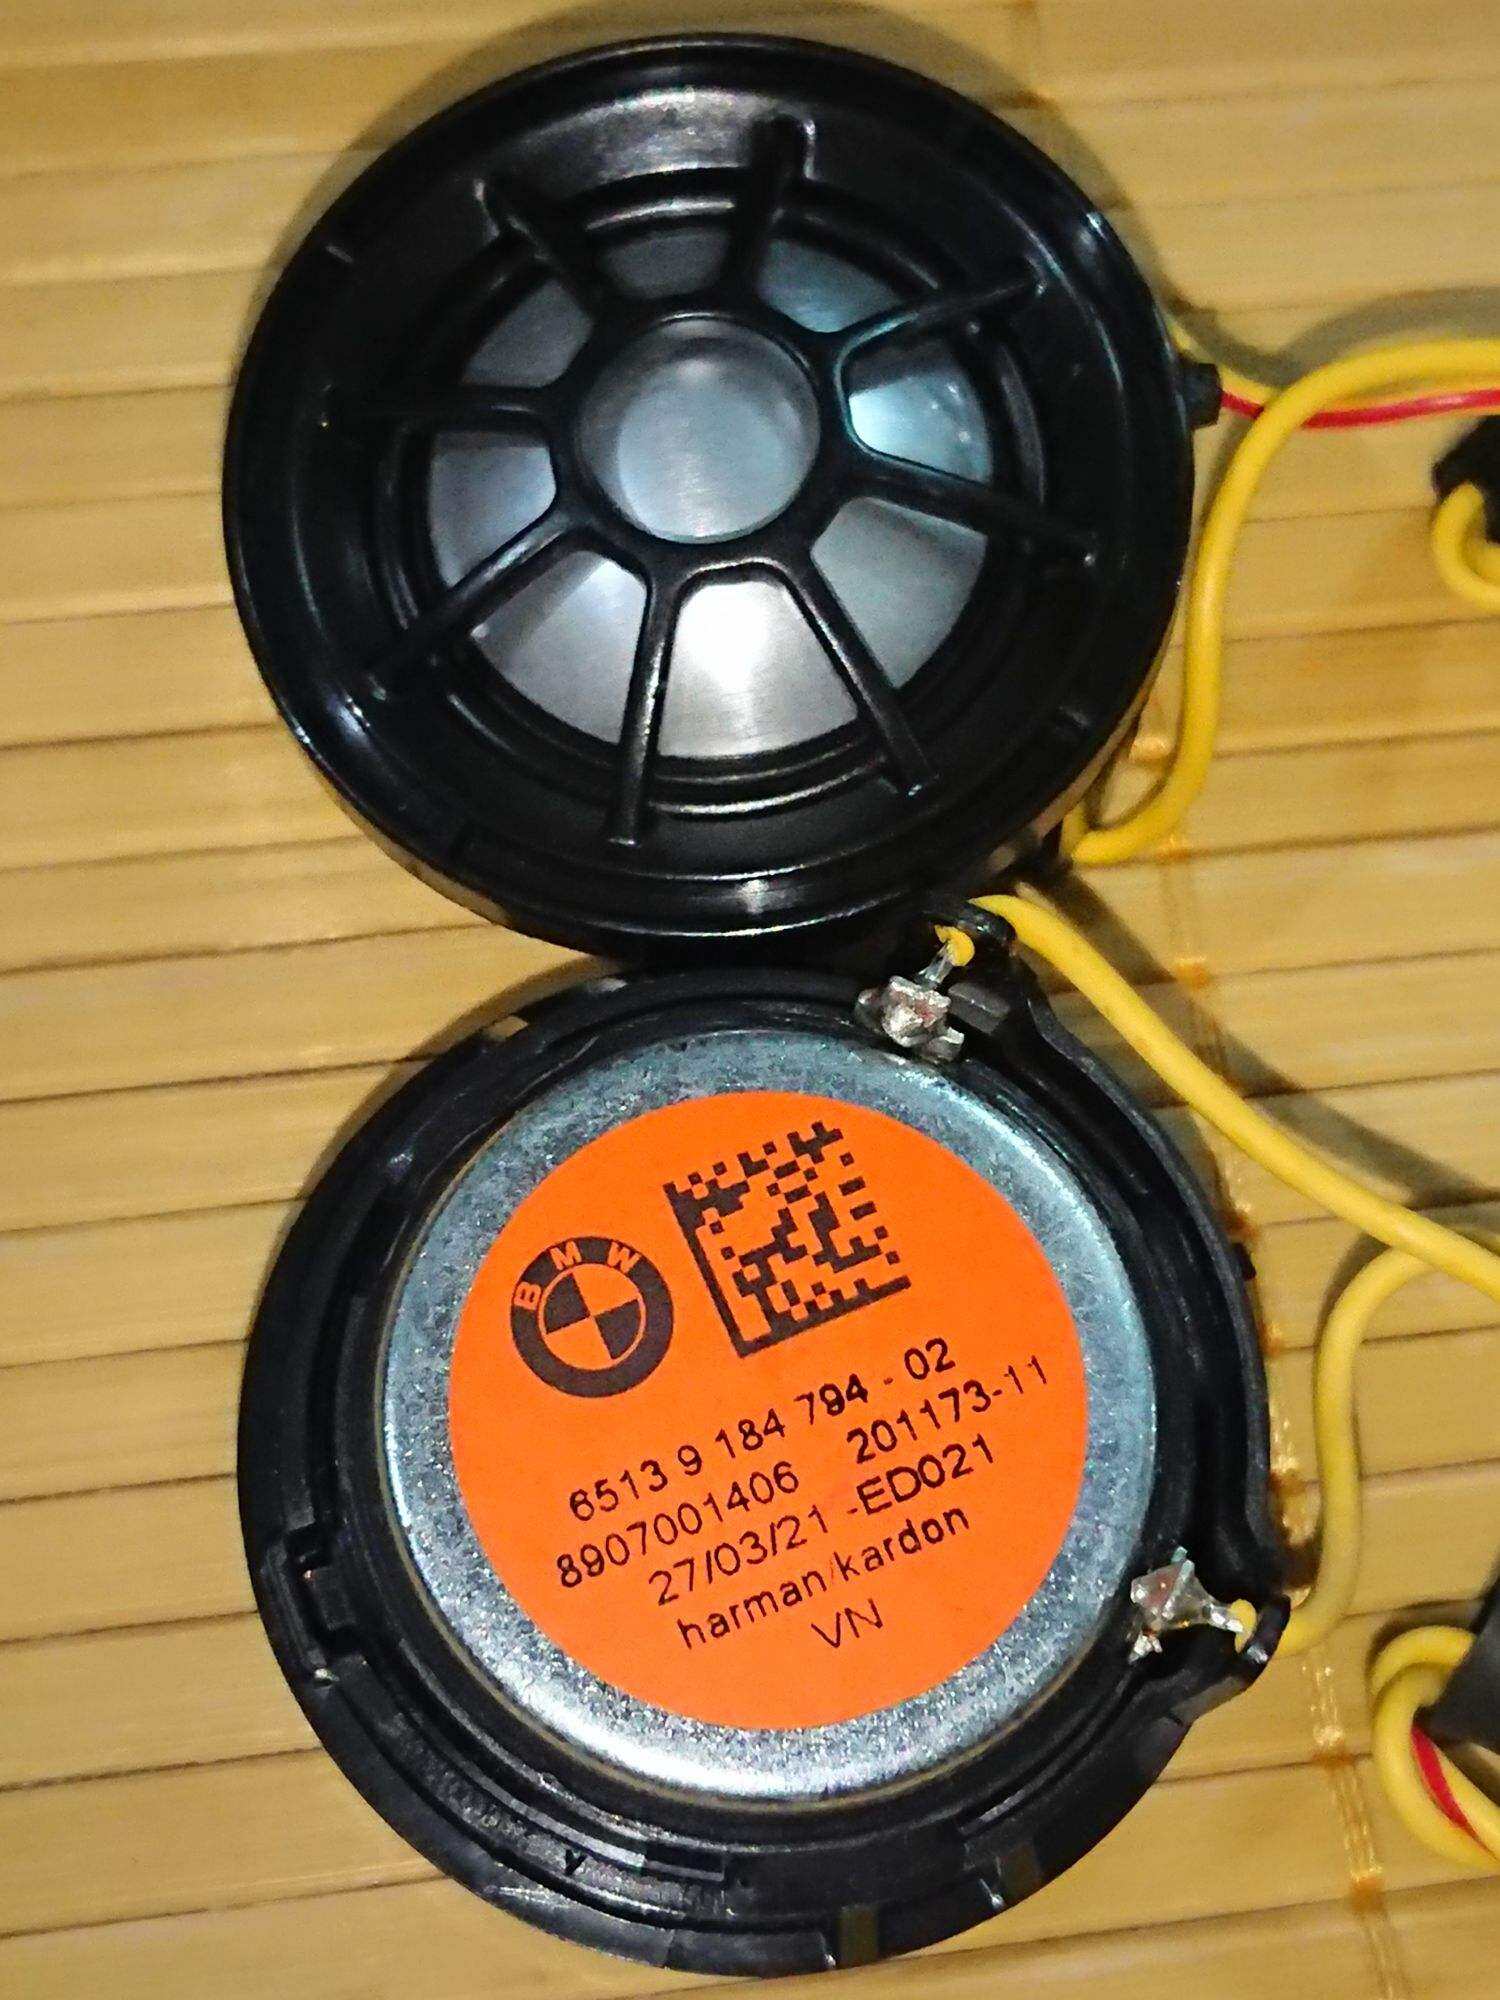 BMW
6513 9 184 794 - 02
8907001406 201173-11
27/03/21 -ED021
harman/kardon
VN